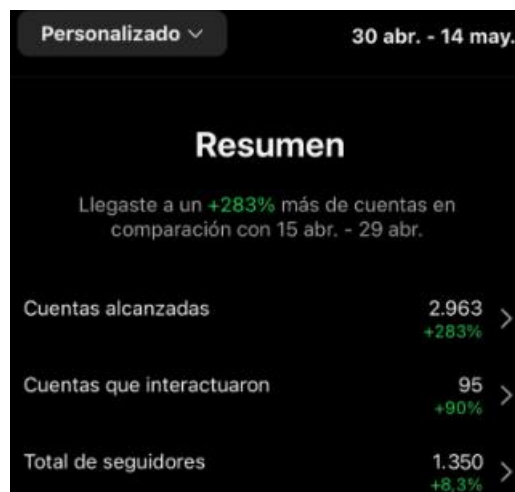 Personalizado
30 abr. - 14 may.
Resumen
Llegaste a un +283% más de cuentas en
comparación con 15 abr. - 29 abr.
Cuentas alcanzadas
2.963
+283%
Cuentas que interactuaron
95
+90%
Total de seguidores
1.350
+8,3%